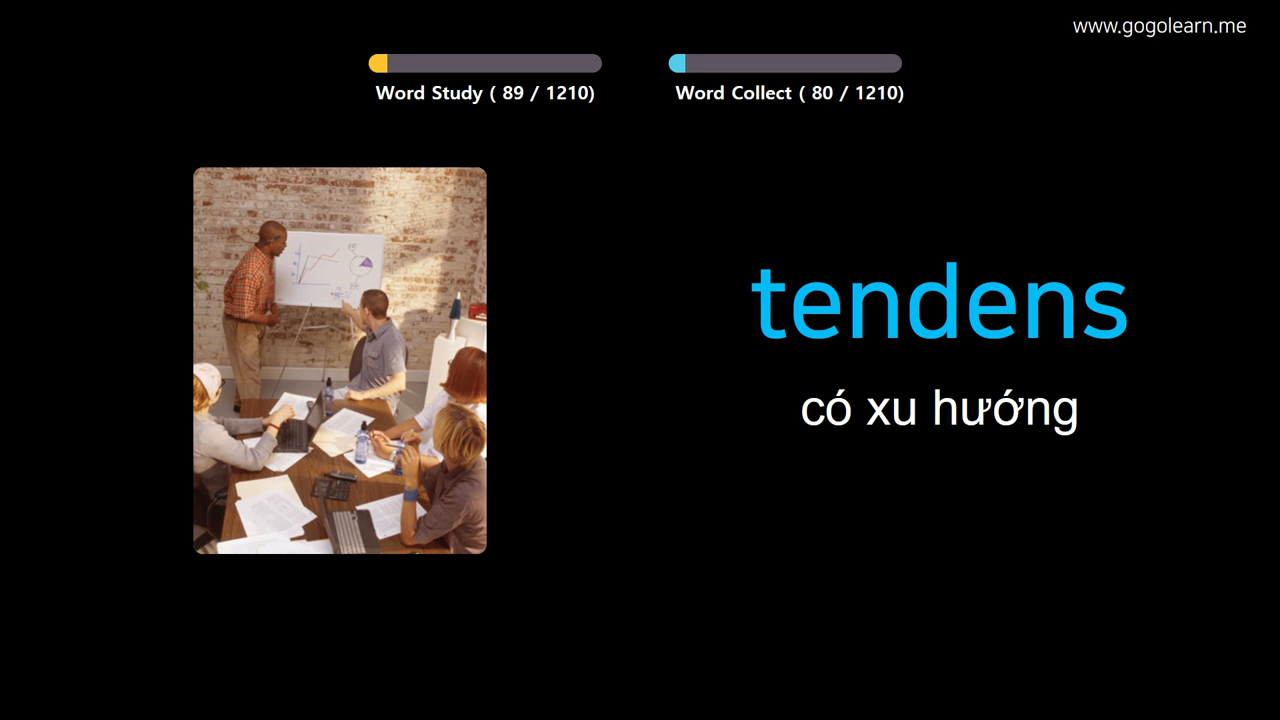 www.gogolearn.me
Word Study ( 89 / 1210)
Word Collect ( 80 / 1210)
tendens
có xu hướng